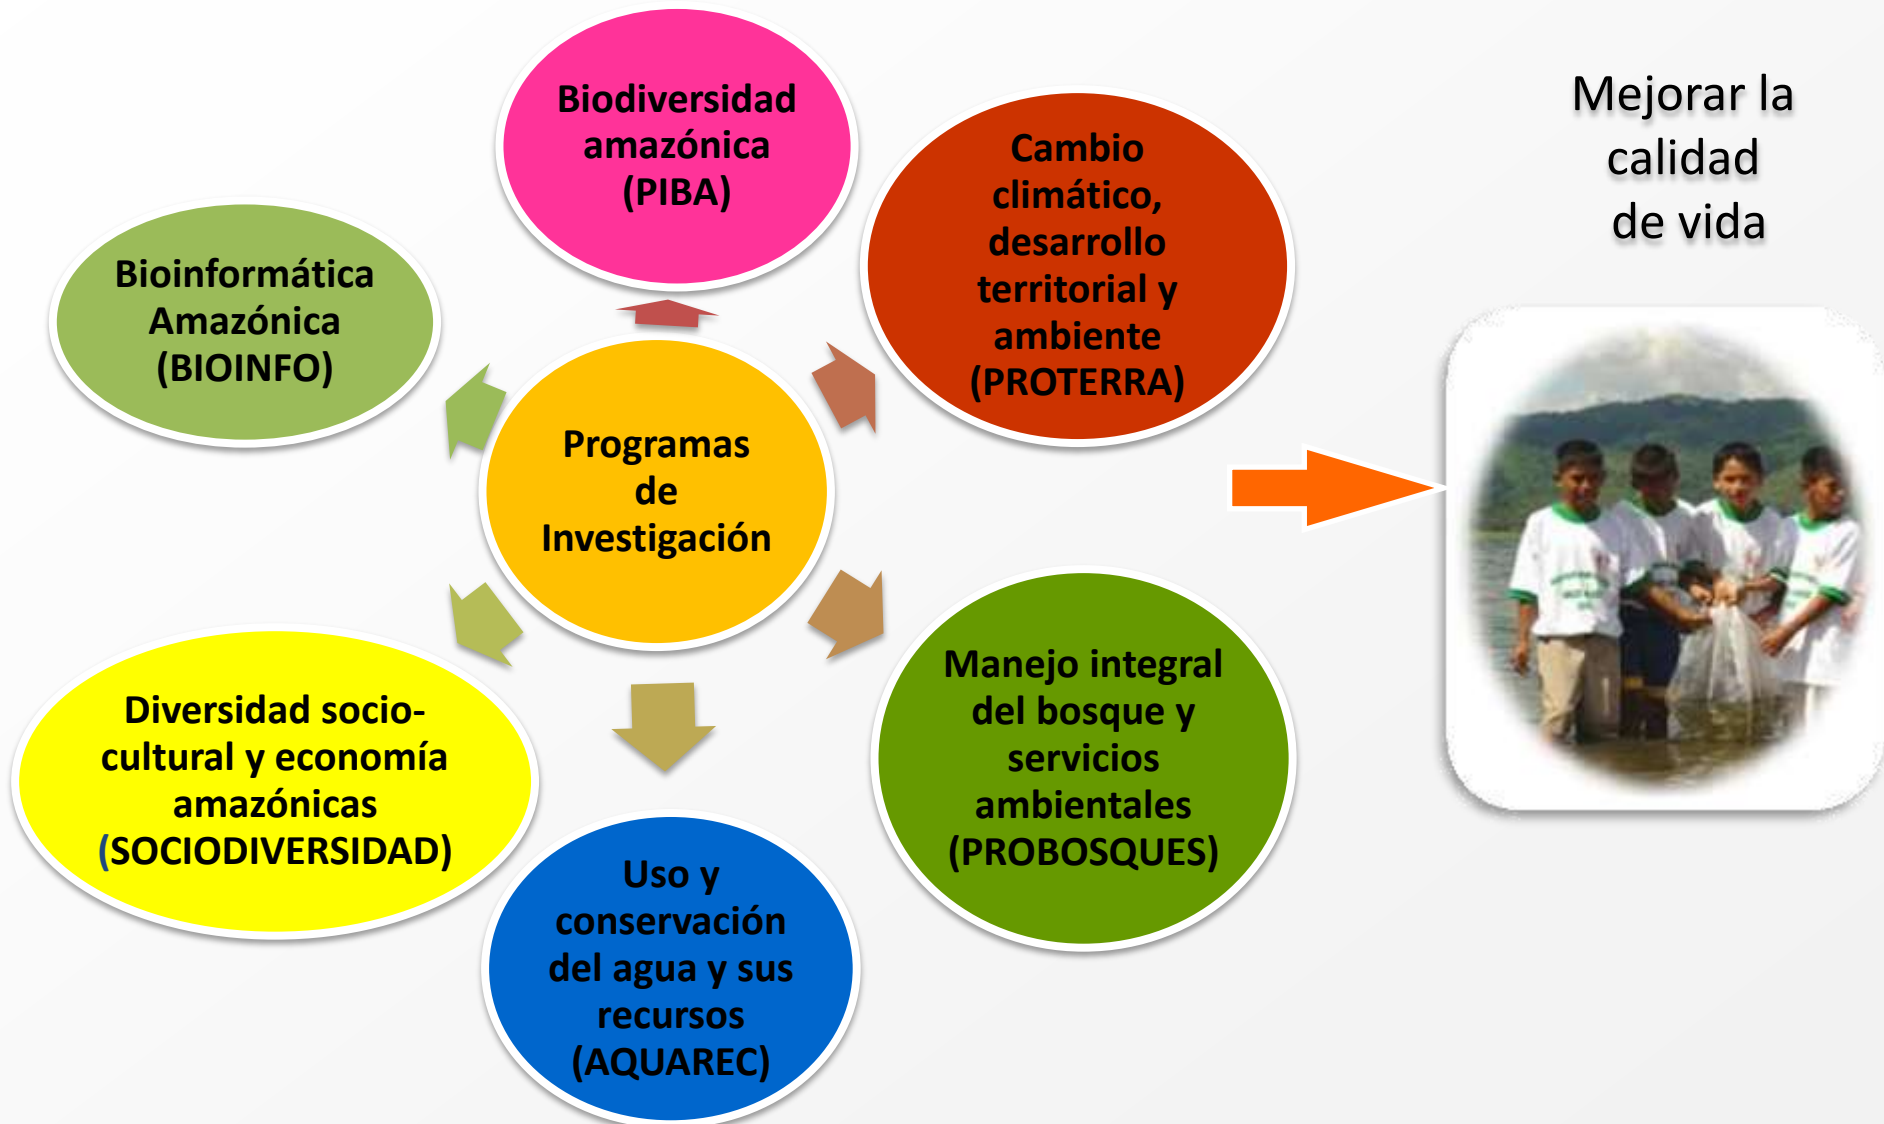 Biodiversidad
amazónica
(PIBA)
Cambio
climático,
desarrollo
territorial y
ambiente
(PROTERRA)
Mejorar la
calidad
de vida
Bioinformática
Amazónica
(BIOINFO)
Programas
de
Investigación
Manejo integral
del bosque y
servicios
ambientales
(PROBOSQUES)
Diversidad socio-
cultural y economía
amazónicas
(SOCIODIVERSIDAD)
Uso y
conservación
del agua y sus
recursos
(AQUAREC)